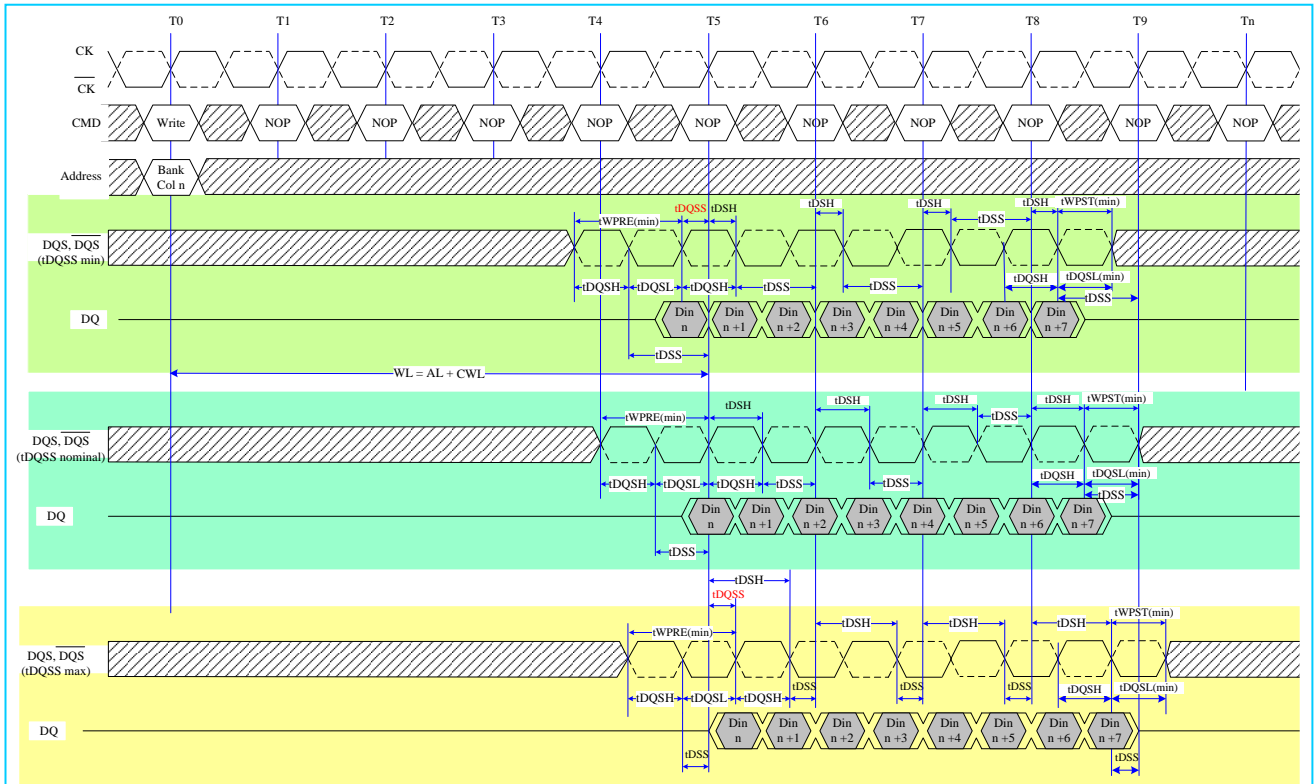 T0 T1 T2 T3 T4 T5 T6 T7 T8 T9 Tn
CK
CK
CMD Write NOP NOP NOP NOP NOP NOP NOP NOP NOP NOP
Address Bank
Col n
tDQSS tDSH tDSH tDSH tDSH tWPST(min)
tWPRE(min) tDSS
DQS, DQS
(tDQSS min)
tDQSH tDQSL tDQSH tDSS tDSS tDQSH tDQSL(min)
tDSS
DQ
Din Din Din Din Din Din Din Din
n n +1 n +2 n +3 n +4 n +5 n +6 n +7
tDSS
WL = AL + CWL
tWPRE(min) tDSH tDSH tDSH tDSH tWPST(min)
tDSS
DQS, DQS
(tDQSS nominal)
tDQSH tDQSL tDQSH tDSS tDSS tDQSH tDQSL(min)
tDSS
DQ
Din Din Din Din Din Din Din Din
n n +1 n +2 n +3 n +4 n +5 n +6 n +7
tDSS
tDSH
tDQSS
tWPRE(min) tDSH tDSH tDSH tWPST(min)
DQS, DQS
(tDQSS max)
tDQSH tDQSL tDQSH tDSS tDSS tDSS tDQSH tDQSL(min)
DQ
Din Din Din Din Din Din Din Din
n n +1 n +2 n +3 n +4 n +5 n +6 n +7
tDSS tDSS